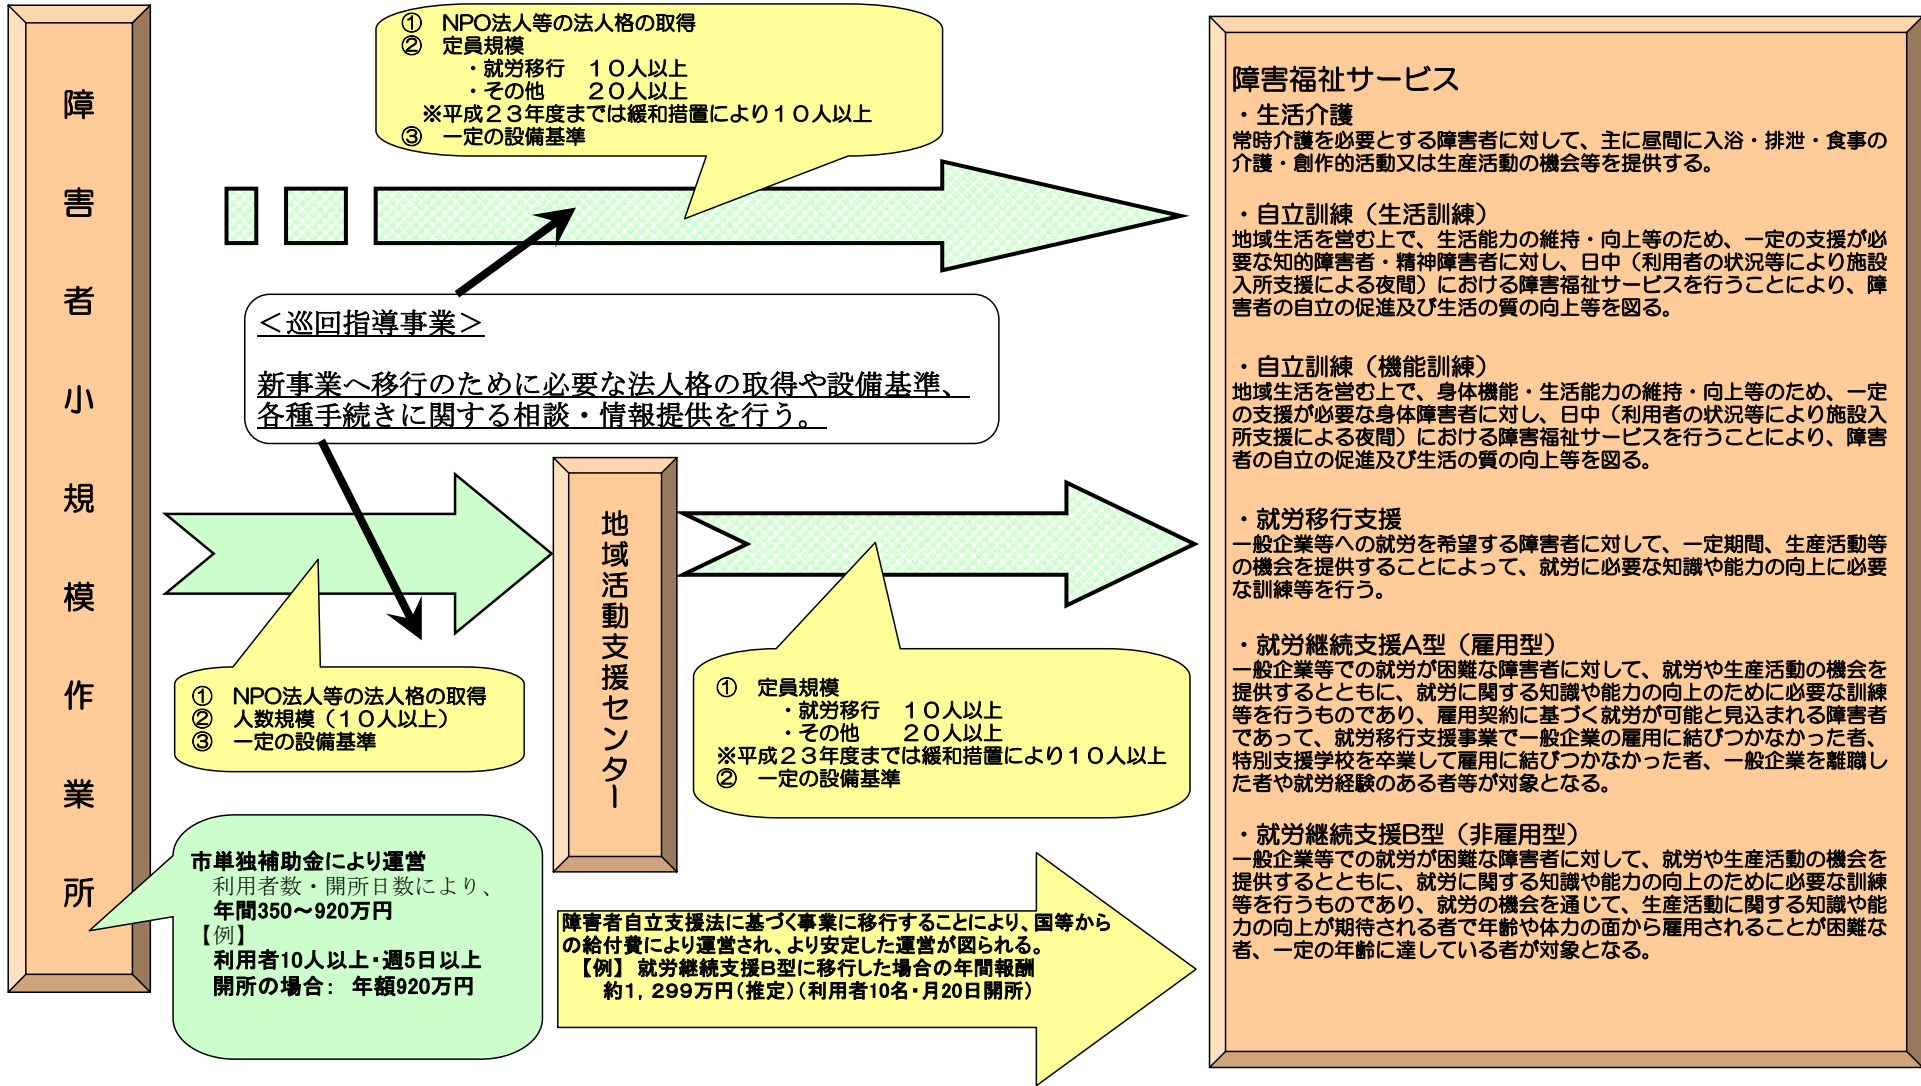 障害者小規模作業所
① NPO法人等の法人格の取得
② 定員規模
・就労移行 10人以上
・その他 20人以上
※平成23年度までは緩和措置により10人以上
③ 一定の設備基準
<巡回指導事業>
新事業へ移行のために必要な法人格の取得や設備基準、
各種手続きに関する相談・情報提供を行う。
① NPO法人等の法人格の取得
② 人数規模(10人以上)
③ 一定の設備基準
地域活動支援センター
① 定員規模
・就労移行 10人以上
・その他 20人以上
※平成23年度までは緩和措置により10人以上
② 一定の設備基準
市単独補助金により運営
利用者数・開所日数により、
年間350~920万円
【例】
利用者10人以上・週5日以上
開所の場合: 年額920万円
障害者自立支援法に基づく事業に移行することにより、国等から
の給付費により運営され、より安定した運営が図られる。
【例】 就労継続支援B型に移行した場合の年間報酬
約1,299万円(推定)(利用者10名・月20日開所)
障害福祉サービス
・生活介護
常時介護を必要とする障害者に対して、主に昼間に入浴・排泄・食事の
介護・創作的活動又は生産活動の機会等を提供する。
・自立訓練(生活訓練)
地域生活を営む上で、生活能力の維持・向上等のため、一定の支援が必
要な知的障害者・精神障害者に対し、日中(利用者の状況等により施設
入所支援による夜間)における障害福祉サービスを行うことにより、障
害者の自立の促進及び生活の質の向上等を図る。
・自立訓練(機能訓練)
地域生活を営む上で、身体機能・生活能力の維持・向上等のため、一定
の支援が必要な身体障害者に対し、日中(利用者の状況等により施設入
所支援による夜間)における障害福祉サービスを行うことにより、障害
者の自立の促進及び生活の質の向上等を図る。
・就労移行支援
一般企業等への就労を希望する障害者に対して、一定期間、生産活動等
の機会を提供することによって、就労に必要な知識や能力の向上に必要
な訓練等を行う。
・就労継続支援A型(雇用型)
一般企業等での就労が困難な障害者に対して、就労や生産活動の機会を
提供するとともに、就労に関する知識や能力の向上のために必要な訓練
等を行うものであり、雇用契約に基づく就労が可能と見込まれる障害者
であって、就労移行支援事業で一般企業の雇用に結びつかなかった者、
特別支援学校を卒業して雇用に結びつかなかった者、一般企業を離職し
た者や就労経験のある者等が対象となる。
・就労継続支援B型(非雇用型)
一般企業等での就労が困難な障害者に対して、就労や生産活動の機会を
提供するとともに、就労に関する知識や能力の向上のために必要な訓練
等を行うものであり、就労の機会を通じて、生産活動に関する知識や能
力の向上が期待される者で年齢や体力の面から雇用されることが困難な
者、一定の年齢に達している者が対象となる。